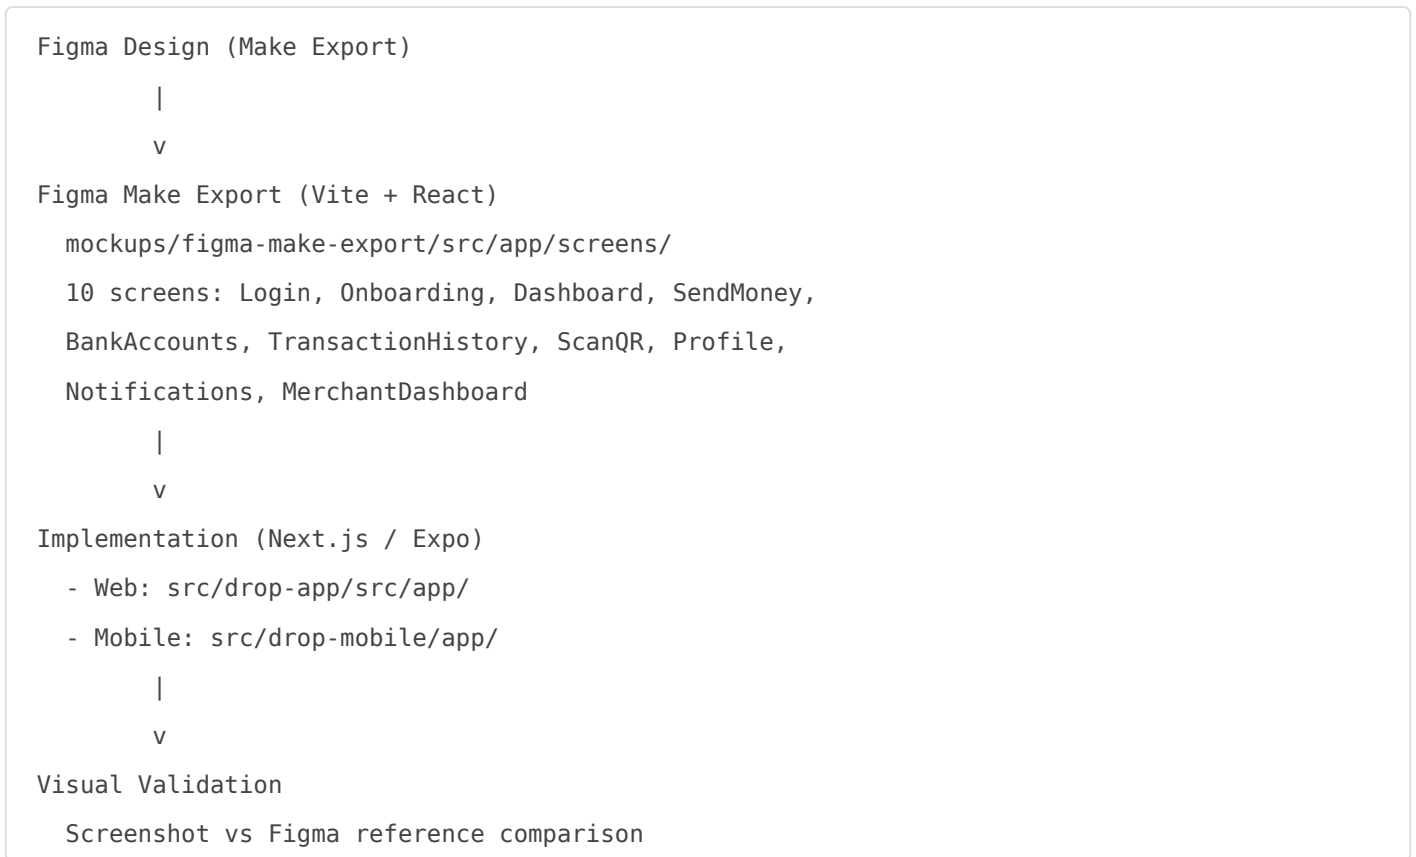 Figma Design (Make Export)
|
v
Figma Make Export (Vite + React)
mockups/figma-make-export/src/app/screens/
10 screens: Login, Onboarding, Dashboard, SendMoney,
BankAccounts, TransactionHistory, ScanQR, Profile,
Notifications, MerchantDashboard
|
v
Implementation (Next.js / Expo)
- Web: src/drop-app/src/app/
- Mobile: src/drop-mobile/app/
|
v
Visual Validation
Screenshot vs Figma reference comparison